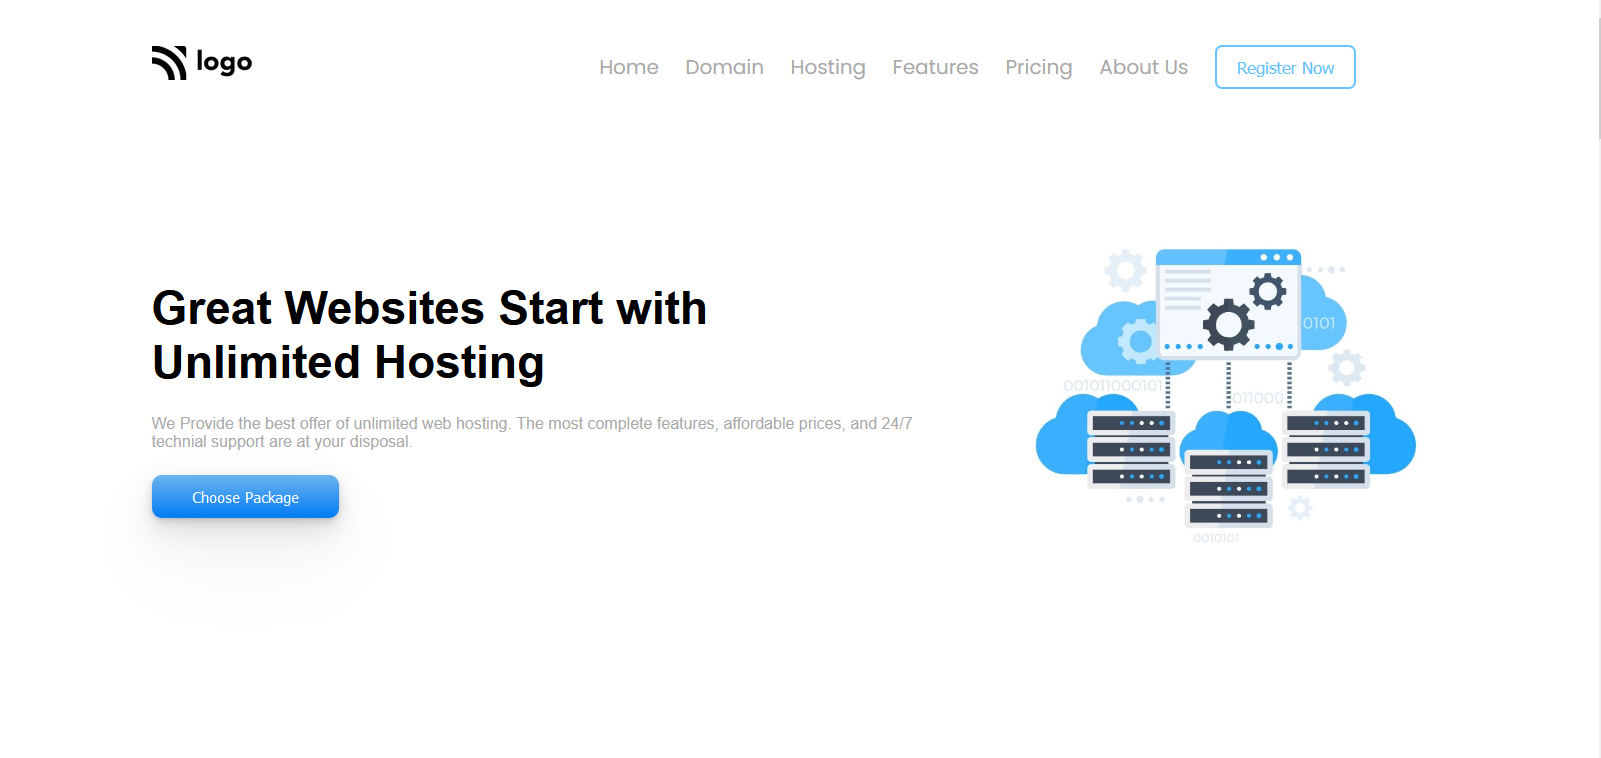 logo
Home Domain Hosting Features Pricing About Us Register Now
Great Websites Start with
Unlimited Hosting
We Provide the best offer of unlimited web hosting. The most complete features, affordable prices, and 24/7
technial support are at your disposal.
Choose Package
0101
001011000101
011000
0010101